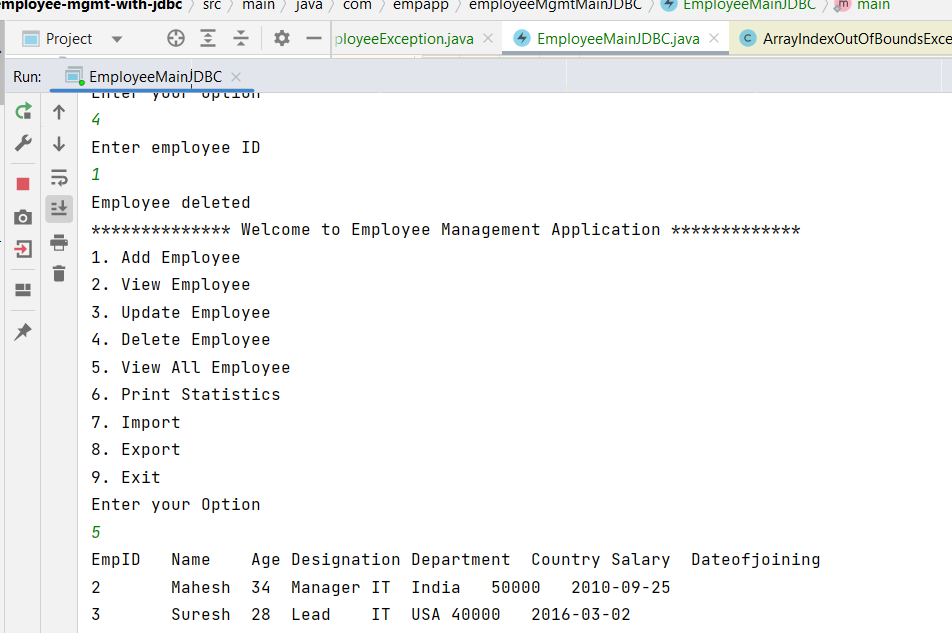 employee-mgmt-with-jdbc > src > main > java > com > empapp > employeeMgmtMainJDBC > EmployeeMainJDBC > m main
Project ployeeException.java EmployeeMainJDBC.java C ArrayIndexOutOfBoundsExce
Run: EmployeeMainJDBC
Enter your Option
4
Enter employee ID
1
Employee deleted
************** Welcome to Employee Management Application *************
1. Add Employee
2. View Employee
3. Update Employee
4. Delete Employee
5. View All Employee
6. Print Statistics
7. Import
8. Export
9. Exit
Enter your Option
5
EmpID Name Age Designation Department Country Salary Dateofjoining
2 Mahesh 34 Manager IT India 50000 2010-09-25
3 Suresh 28 Lead IT USA 40000 2016-03-02